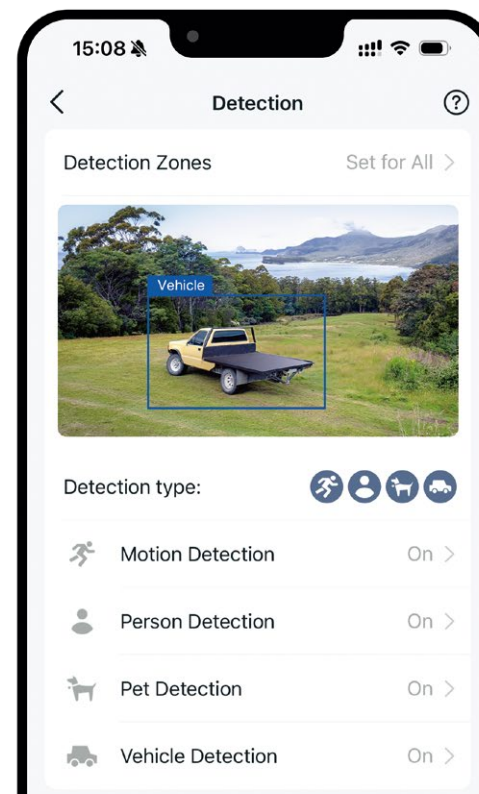 15:08
Detection
Detection Zones Set for All
Vehicle
Detection type:
Motion Detection On
Person Detection On
Pet Detection On
Vehicle Detection On